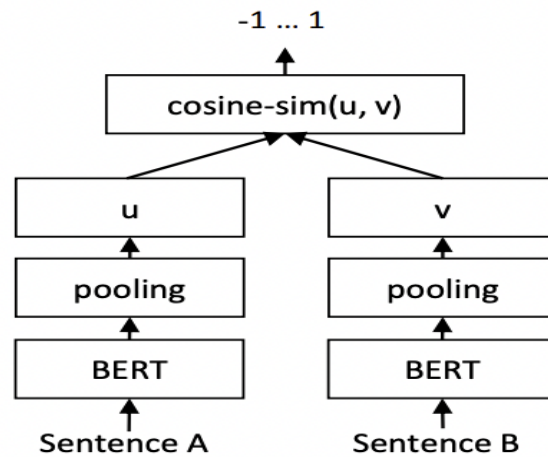 -1 ... 1
cosine-sim(u, v)
u
v
pooling
pooling
BERT
BERT
Sentence A
Sentence B